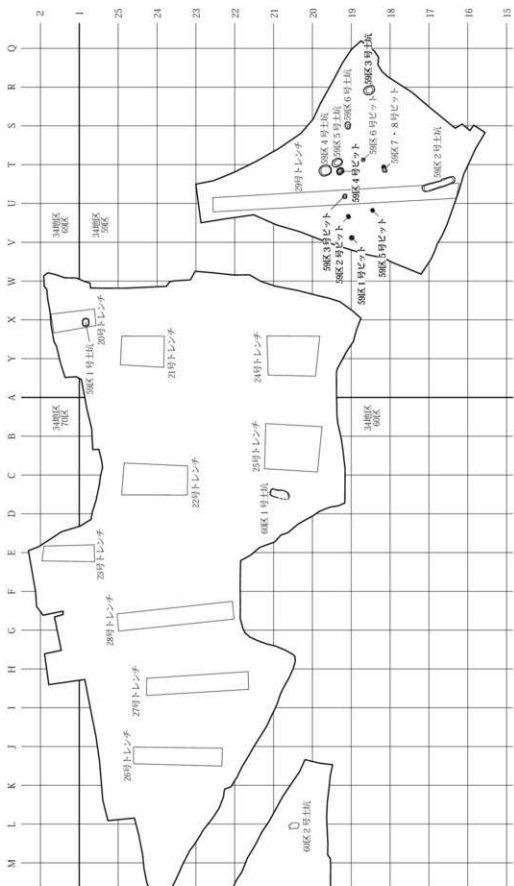 2
1
25
24
23
22
21
20
19
18
17
16
15
Q
R
S
T
U
V
W
X
Y
A
B
C
D
E
F
G
H
I
J
K
L
M
59区3号土坑
59区6号土坑
59区4号土坑
59区5号土坑
59区6号ピット
59区7・8号ピット
59区2号土坑
29号トレンチ
59区4号ピット
59区3号ピット
59区2号ピット
59区1号ピット
59区5号ピット
34地区
69区
34地区
59区
20号トレンチ
59区1号土坑
21号トレンチ
24号トレンチ
34地区
70区
34地区
60区
25号トレンチ
22号トレンチ
60区1号土坑
23号トレンチ
28号トレンチ
27号トレンチ
26号トレンチ
60区2号土坑